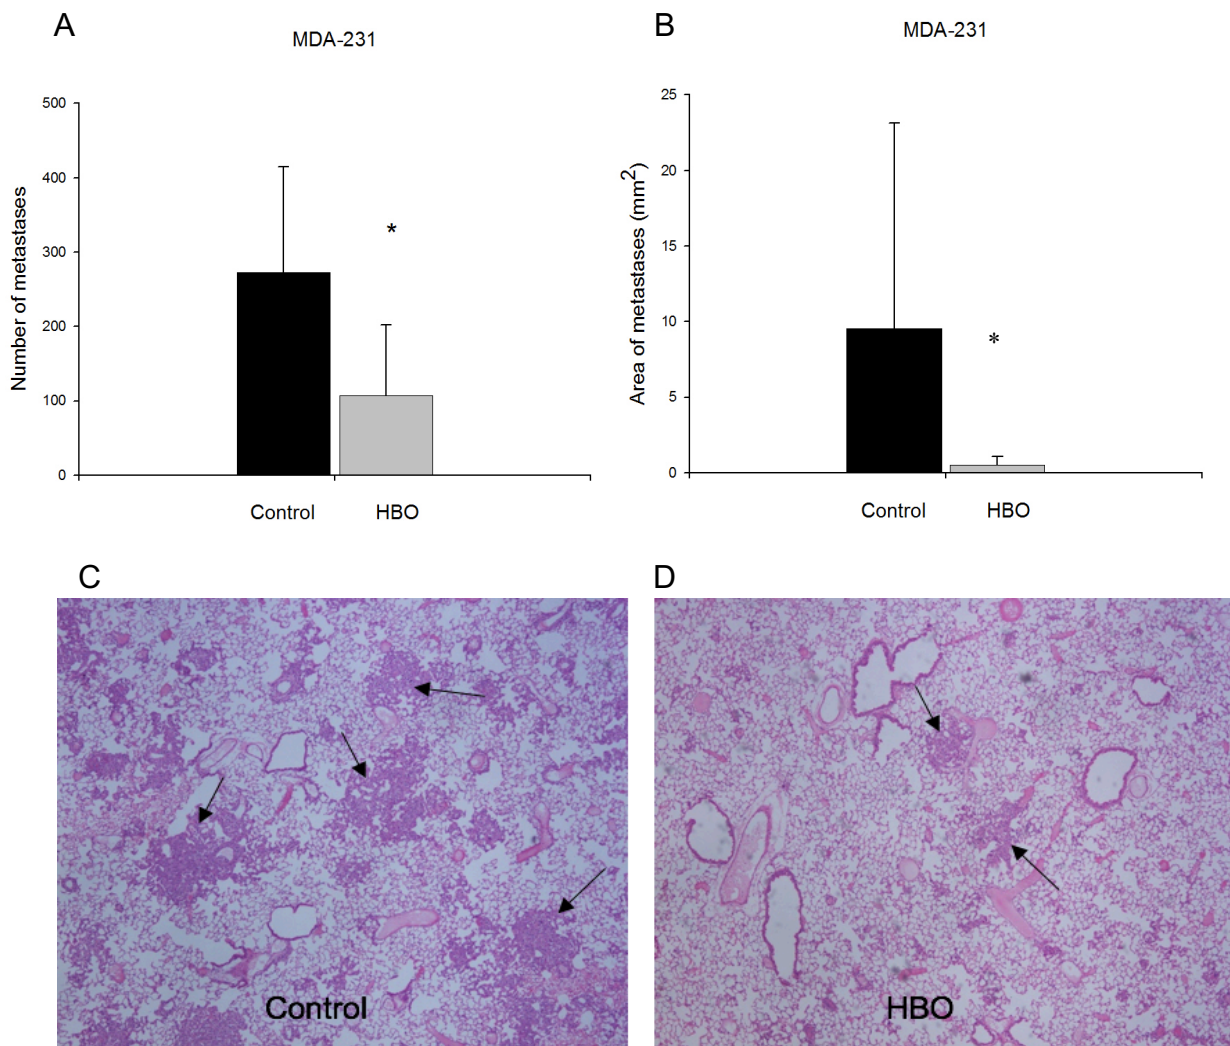 A
MDA-231
500
400
300
200
100
0
Number of metastases
*
Control HBO
B
MDA-231
25
20
15
10
5
0
Area of metastases (mm²)
*
Control HBO
C
Control
D
HBO